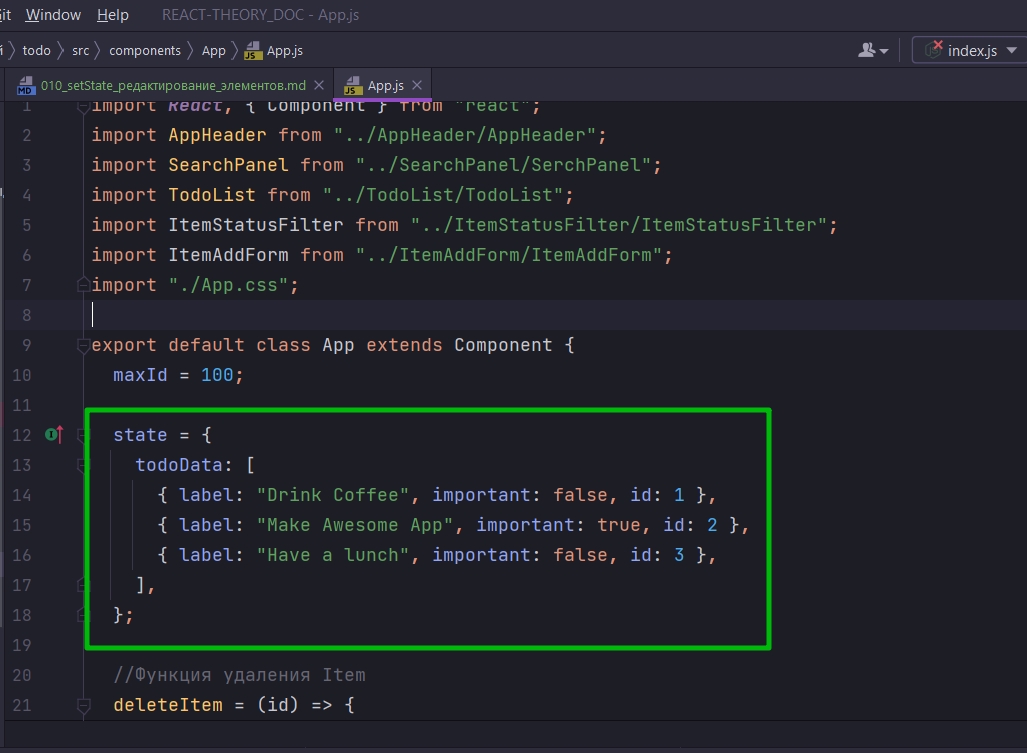 it Window Help REACT-THEORY_DOC - App.js
й todo src components App JS App.js index.js
MD 010_setState_редактирование_элементов.md JS App.js
1 import React, { Component } from "react";
2 import AppHeader from "../AppHeader/AppHeader";
3 import SearchPanel from "../SearchPanel/SerchPanel";
4 import TodoList from "../TodoList/TodoList";
5 import ItemStatusFilter from "../ItemStatusFilter/ItemStatusFilter";
6 import ItemAddForm from "../ItemAddForm/ItemAddForm";
7 import "./App.css";
8
9 export default class App extends Component {
10 maxId = 100;
11
12 state = {
13 todoData: [
14 { label: "Drink Coffee", important: false, id: 1 },
15 { label: "Make Awesome App", important: true, id: 2 },
16 { label: "Have a lunch", important: false, id: 3 },
17 ],
18 };
19
20 //Функция удаления Item
21 deleteItem = (id) => {